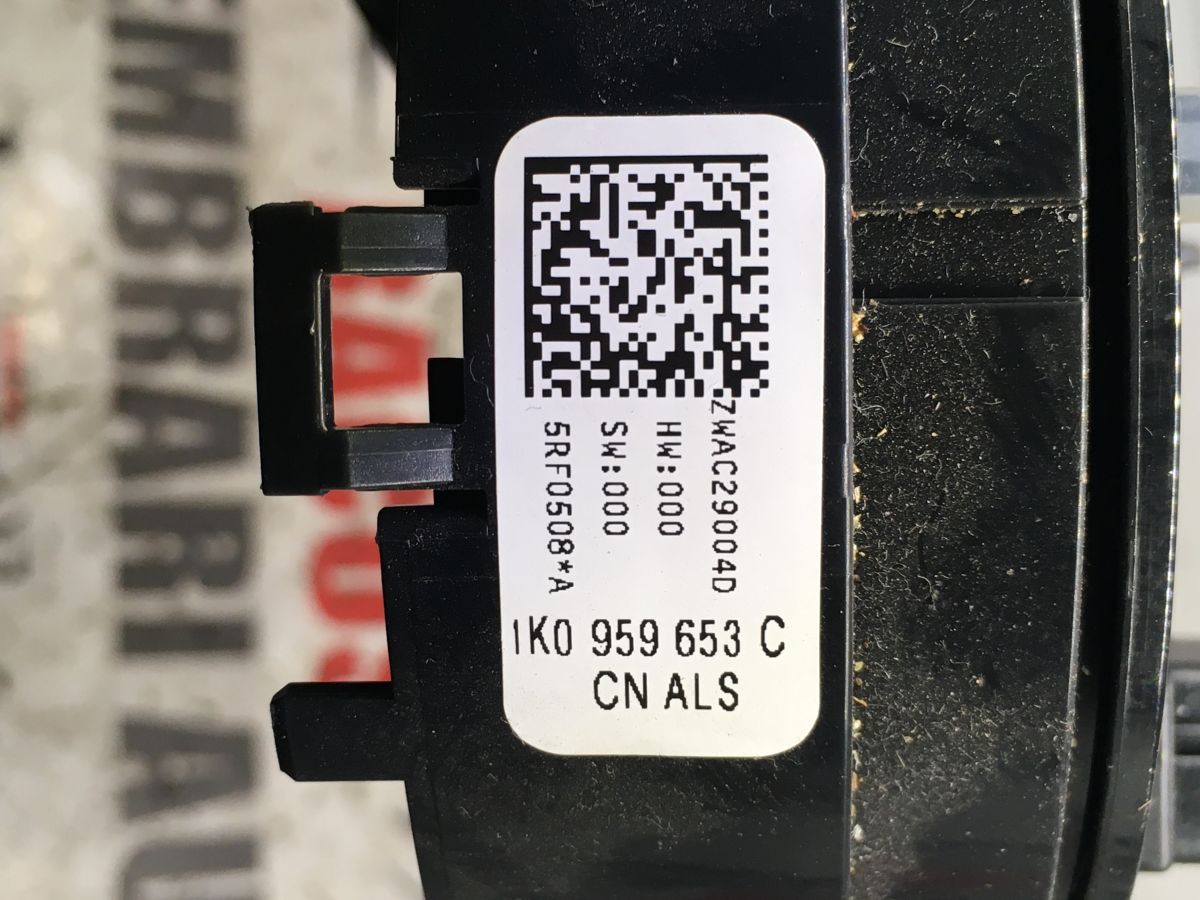 ZWAC29004D
HW:000
SW:000
5RF0508*A
1K0 959 653 C
CN ALS